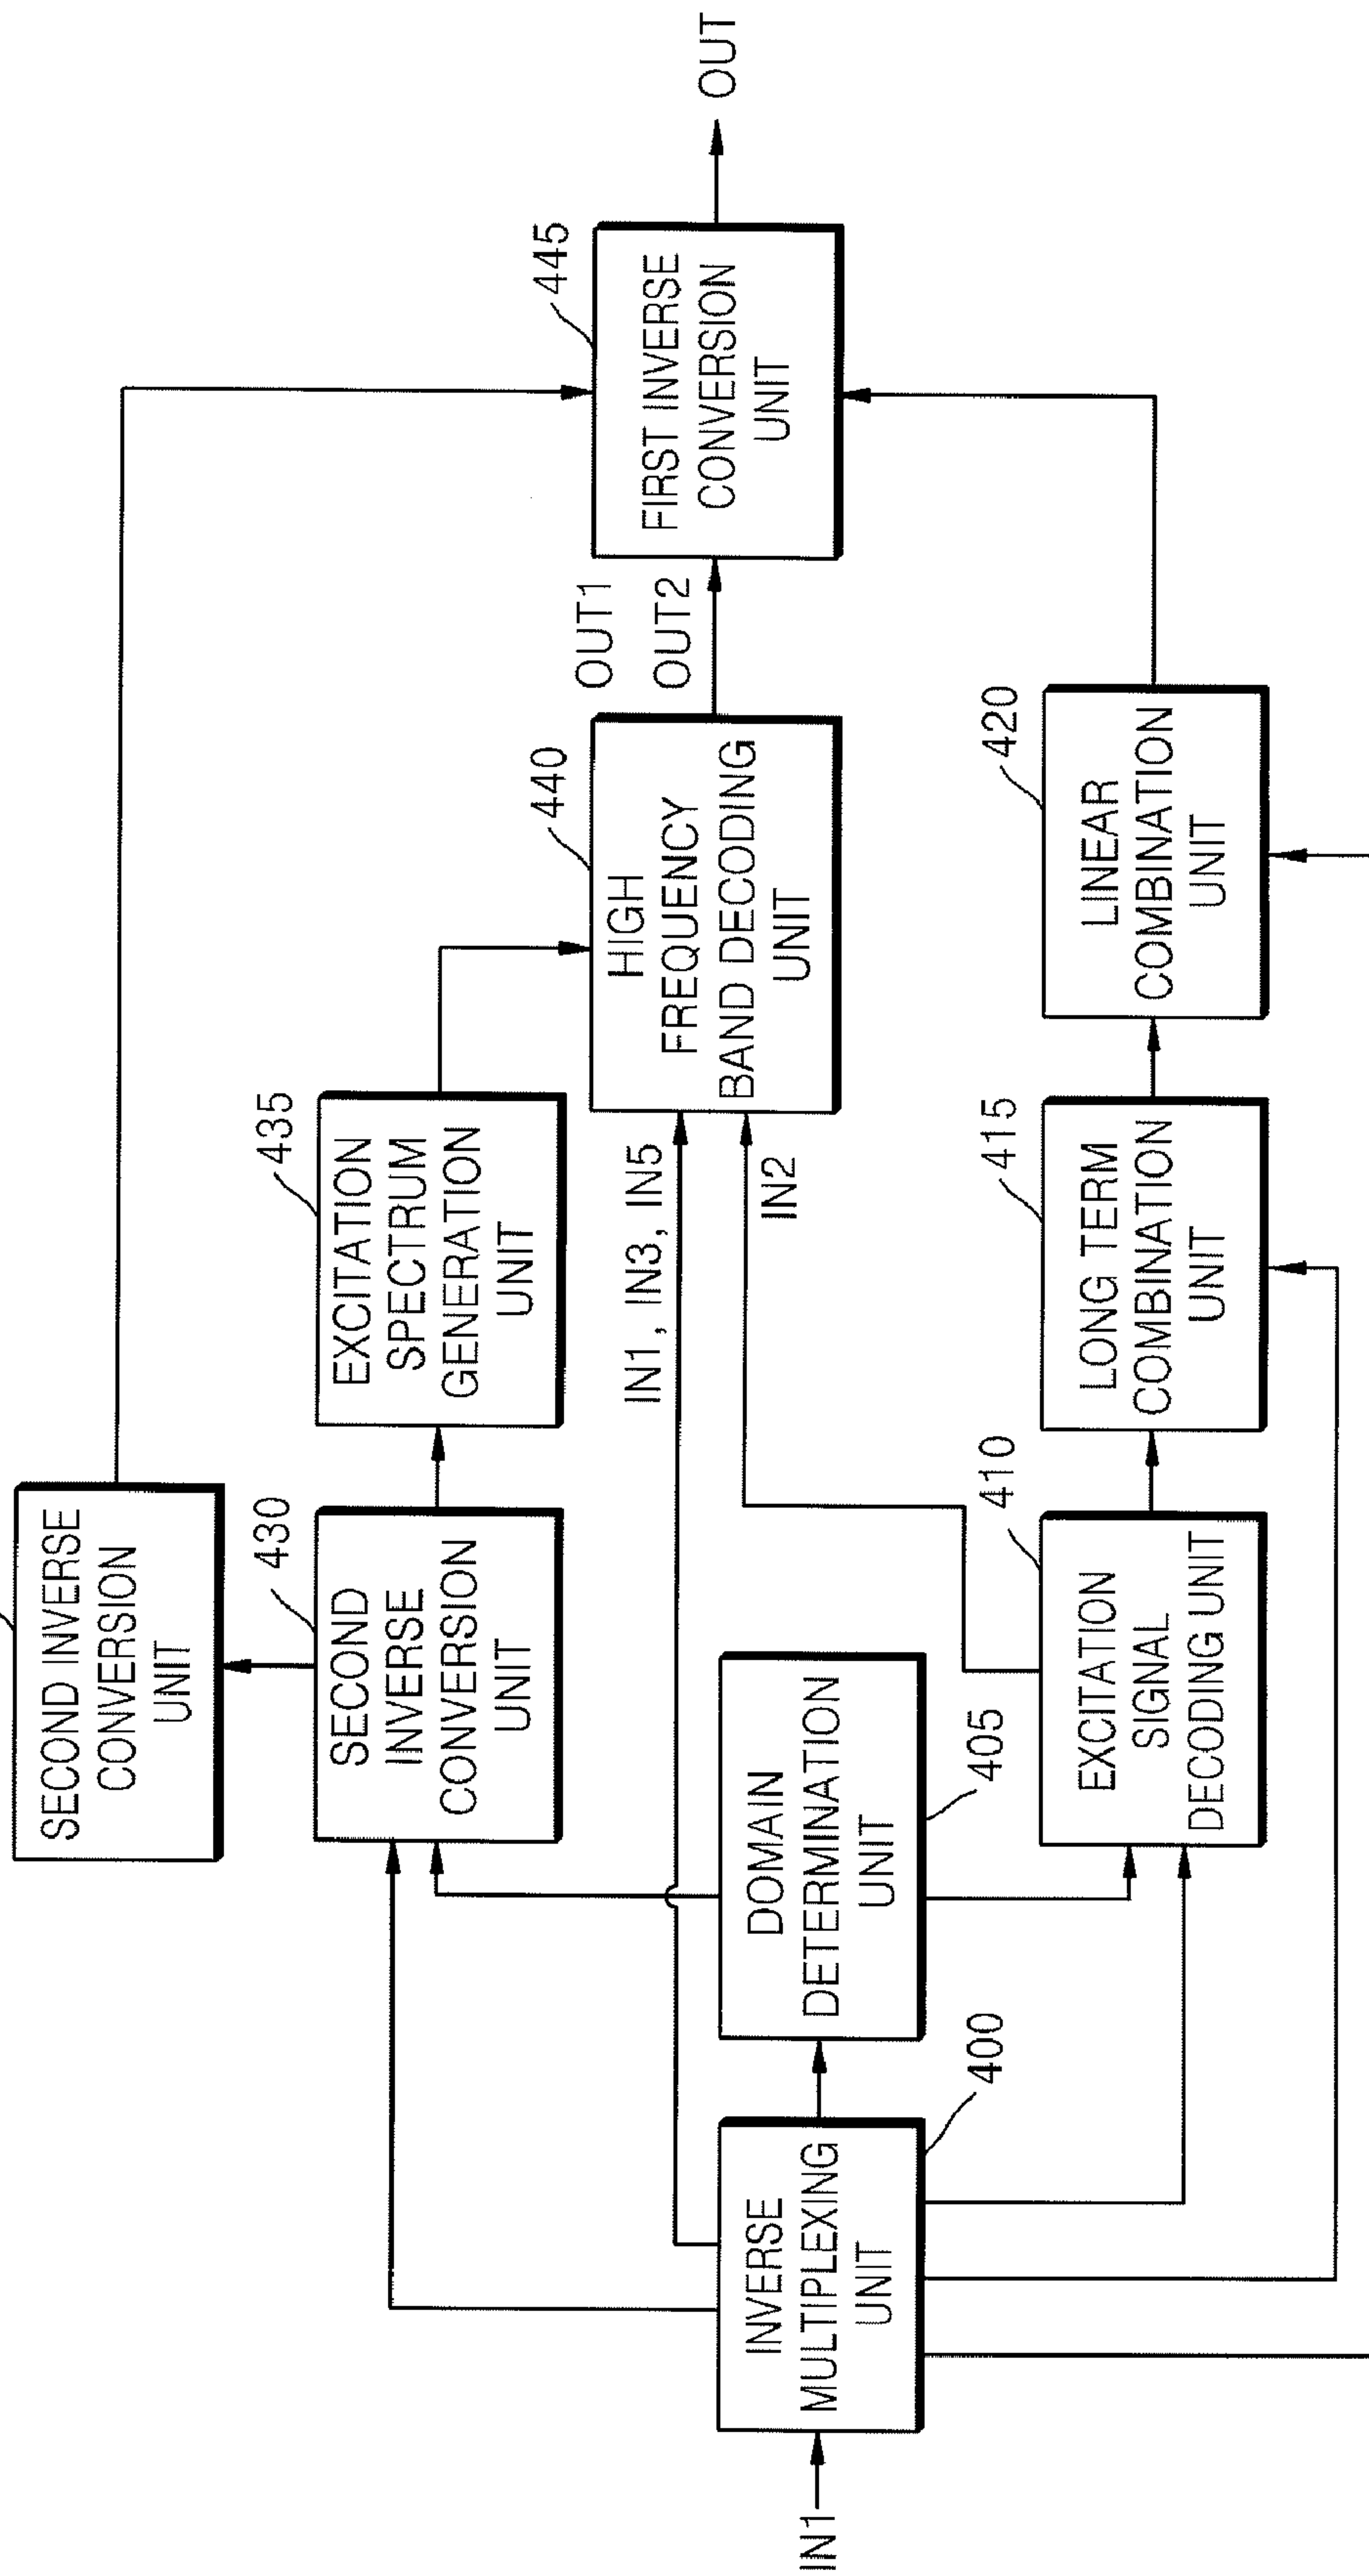 SECOND INVERSE
CONVERSION
UNIT
430
SECOND
INVERSE
CONVERSION
UNIT
435
EXCITATION
SPECTRUM
GENERATION
UNIT
IN1
INVERSE
MULTIPLEXING
UNIT
400
DOMAIN
DETERMINATION
UNIT
405
IN1, IN3, IN5
IN2
440
HIGH
FREQUENCY
BAND DECODING
UNIT
OUT1
OUT2
445
FIRST INVERSE
CONVERSION
UNIT
OUT
410
EXCITATION
SIGNAL
DECODING UNIT
415
LONG TERM
COMBINATION
UNIT
420
LINEAR
COMBINATION
UNIT